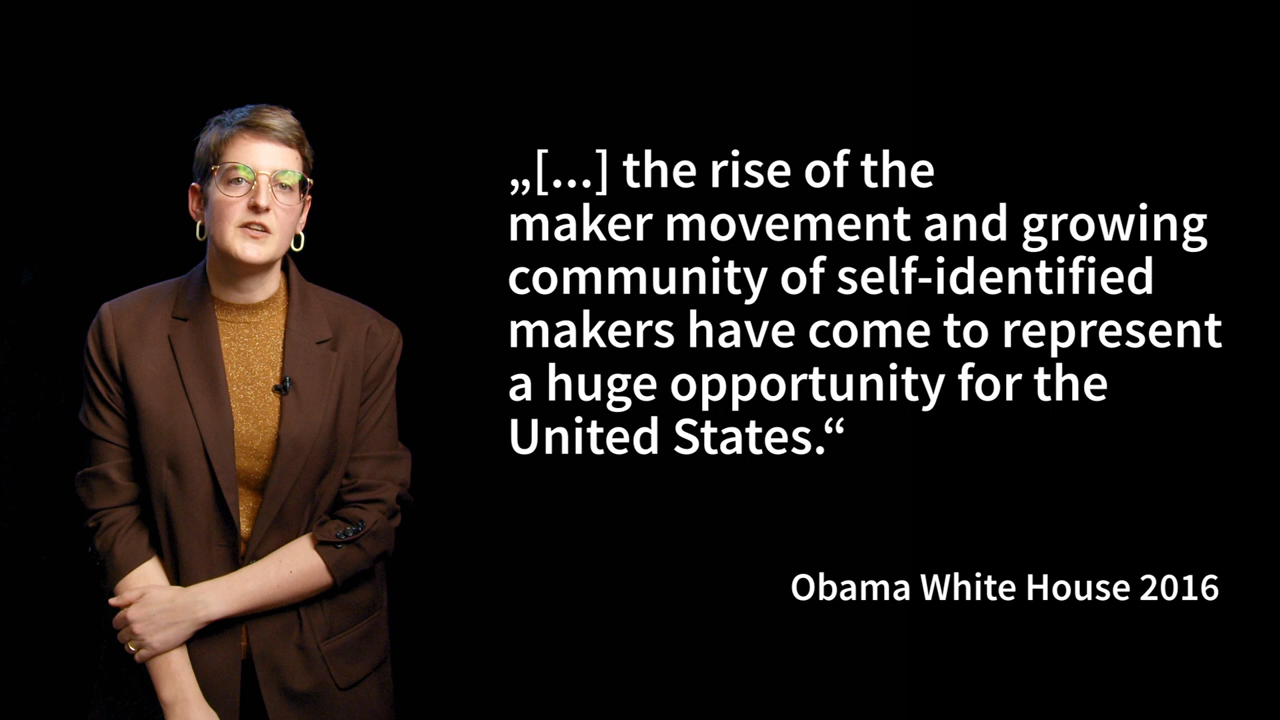 „[...] the rise of the
maker movement and growing
community of self-identified
makers have come to represent
a huge opportunity for the
United States.“
Obama White House 2016